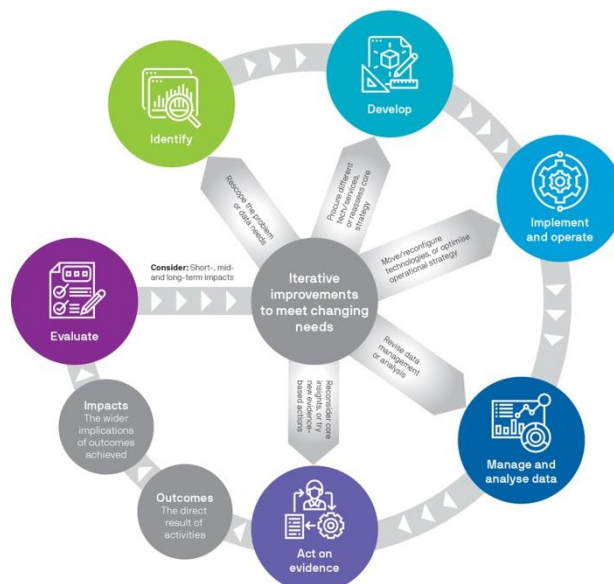 Identify
Develop
Implement
and operate
Manage and
analyse data
Act on
evidence
Outcomes
The direct
result of
activities
Impacts
The wider
implications
of outcomes
achieved
Evaluate
Consider: Short-, mid-
and long-term impacts
Iterative
improvements
to meet changing
needs
Rescope the problem
or data needs
Procure different
tech/services,
or reassess core
strategy
Move/reconfigure
technologies, or optimise
operational strategy
Revise data
management
or analysis
Reconsider core
insights, or try
new evidence-
based actions